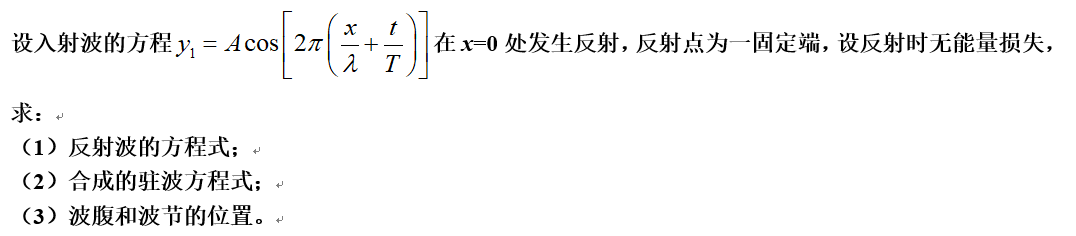 设入射波的方程 y₁ = A cos[2π(x/λ + t/T)] 在 x=0 处发生反射，反射点为一固定端，设反射时无能量损失，
求：
（1）反射波的方程式；
（2）合成的驻波方程式；
（3）波腹和波节的位置。